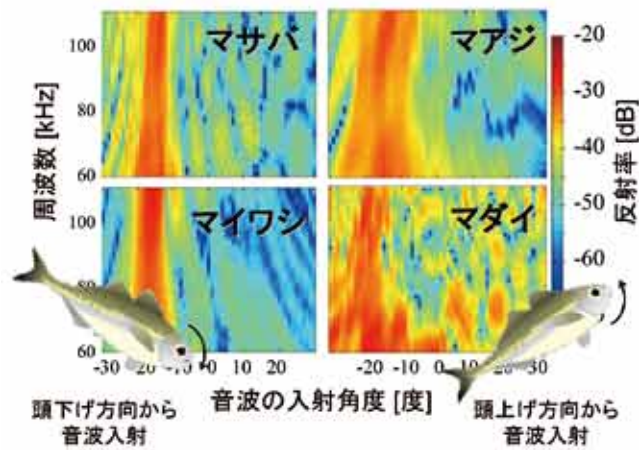 マサバ
マアジ
マイワシ
マダイ
周波数 [kHz]
100
80
60
100
80
60
-30 -20 -10 0 10 20
-20 -10 0 10 20 30
音波の入射角度 [度]
-20
-30
-40
-50
-60
反射率 [dB]
頭下げ方向から
音波入射
頭上げ方向から
音波入射